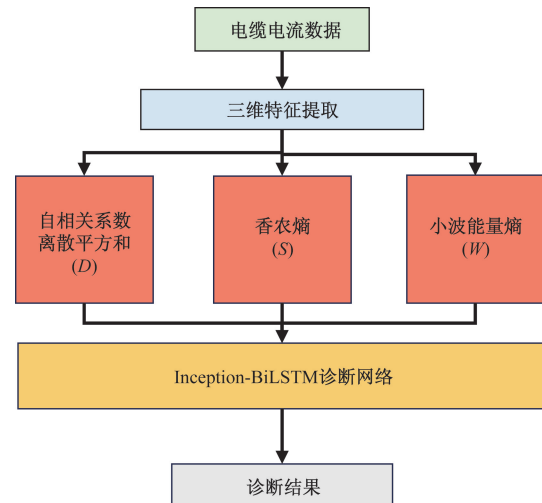 电缆电流数据
三维特征提取
自相关系数
离散平方和
(D)
香农熵
(S)
小波能量熵
(W)
Inception-BiLSTM诊断网络
诊断结果